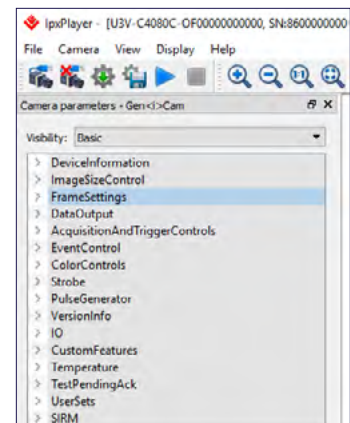 IpxPlayer - [U3V-C4080C-OF00000000000, SN:8600000000
File Camera View Display Help
Camera parameters - Gen<i>Cam
Visibility: Basic
DeviceInformation
ImageSizeControl
FrameSettings
DataOutput
AcquisitionAndTriggerControls
EventControl
ColorControls
Strobe
PulseGenerator
VersionInfo
IO
CustomFeatures
Temperature
TestPendingAck
UserSets
SIRM